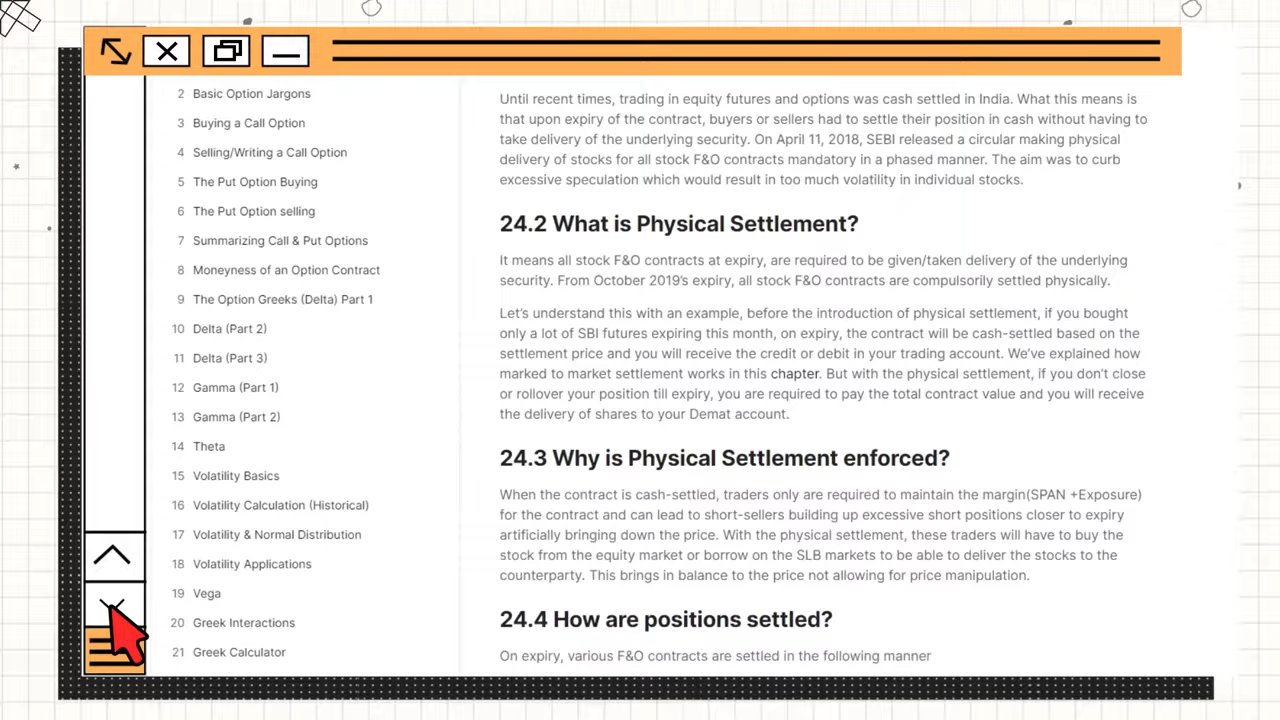 2 Basic Option Jargons
3 Buying a Call Option
4 Selling/Writing a Call Option
5 The Put Option Buying
6 The Put Option selling
7 Summarizing Call & Put Options
8 Moneyness of an Option Contract
9 The Option Greeks (Delta) Part 1
10 Delta (Part 2)
11 Delta (Part 3)
12 Gamma (Part 1)
13 Gamma (Part 2)
14 Theta
15 Volatility Basics
16 Volatility Calculation (Historical)
17 Volatility & Normal Distribution
18 Volatility Applications
19 Vega
20 Greek Interactions
21 Greek Calculator
Until recent times, trading in equity futures and options was cash settled in India. What this means is
that upon expiry of the contract, buyers or sellers had to settle their position in cash without having to
take delivery of the underlying security. On April 11, 2018, SEBI released a circular making physical
delivery of stocks for all stock F&O contracts mandatory in a phased manner. The aim was to curb
excessive speculation which would result in too much volatility in individual stocks.
24.2 What is Physical Settlement?
It means all stock F&O contracts at expiry, are required to be given/taken delivery of the underlying
security. From October 2019's expiry, all stock F&O contracts are compulsorily settled physically.
Let's understand this with an example, before the introduction of physical settlement, if you bought
only a lot of SBI futures expiring this month, on expiry, the contract will be cash-settled based on the
settlement price and you will receive the credit or debit in your trading account. We've explained how
marked to market settlement works in this chapter. But with the physical settlement, if you don't close
or rollover your position till expiry, you are required to pay the total contract value and you will receive
the delivery of shares to your Demat account.
24.3 Why is Physical Settlement enforced?
When the contract is cash-settled, traders only are required to maintain the margin(SPAN +Exposure)
for the contract and can lead to short-sellers building up excessive short positions closer to expiry
artificially bringing down the price. With the physical settlement, these traders will have to buy the
stock from the equity market or borrow on the SLB markets to be able to deliver the stocks to the
counterparty. This brings in balance to the price not allowing for price manipulation.
24.4 How are positions settled?
On expiry, various F&O contracts are settled in the following manner